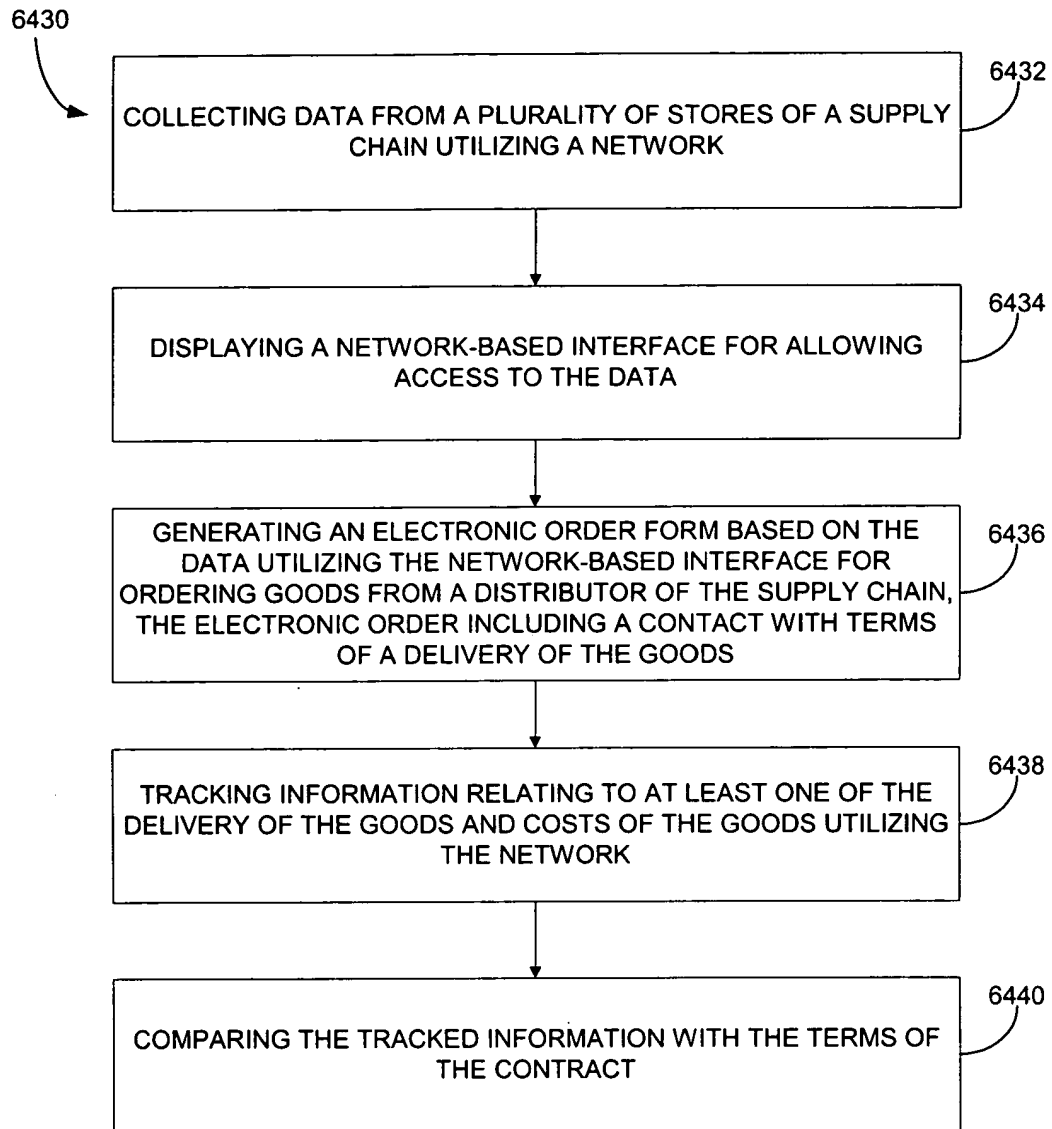 6430
6432
COLLECTING DATA FROM A PLURALITY OF STORES OF A SUPPLY
CHAIN UTILIZING A NETWORK
6434
DISPLAYING A NETWORK-BASED INTERFACE FOR ALLOWING
ACCESS TO THE DATA
6436
GENERATING AN ELECTRONIC ORDER FORM BASED ON THE
DATA UTILIZING THE NETWORK-BASED INTERFACE FOR
ORDERING GOODS FROM A DISTRIBUTOR OF THE SUPPLY CHAIN,
THE ELECTRONIC ORDER INCLUDING A CONTACT WITH TERMS
OF A DELIVERY OF THE GOODS
6438
TRACKING INFORMATION RELATING TO AT LEAST ONE OF THE
DELIVERY OF THE GOODS AND COSTS OF THE GOODS UTILIZING
THE NETWORK
6440
COMPARING THE TRACKED INFORMATION WITH THE TERMS OF
THE CONTRACT